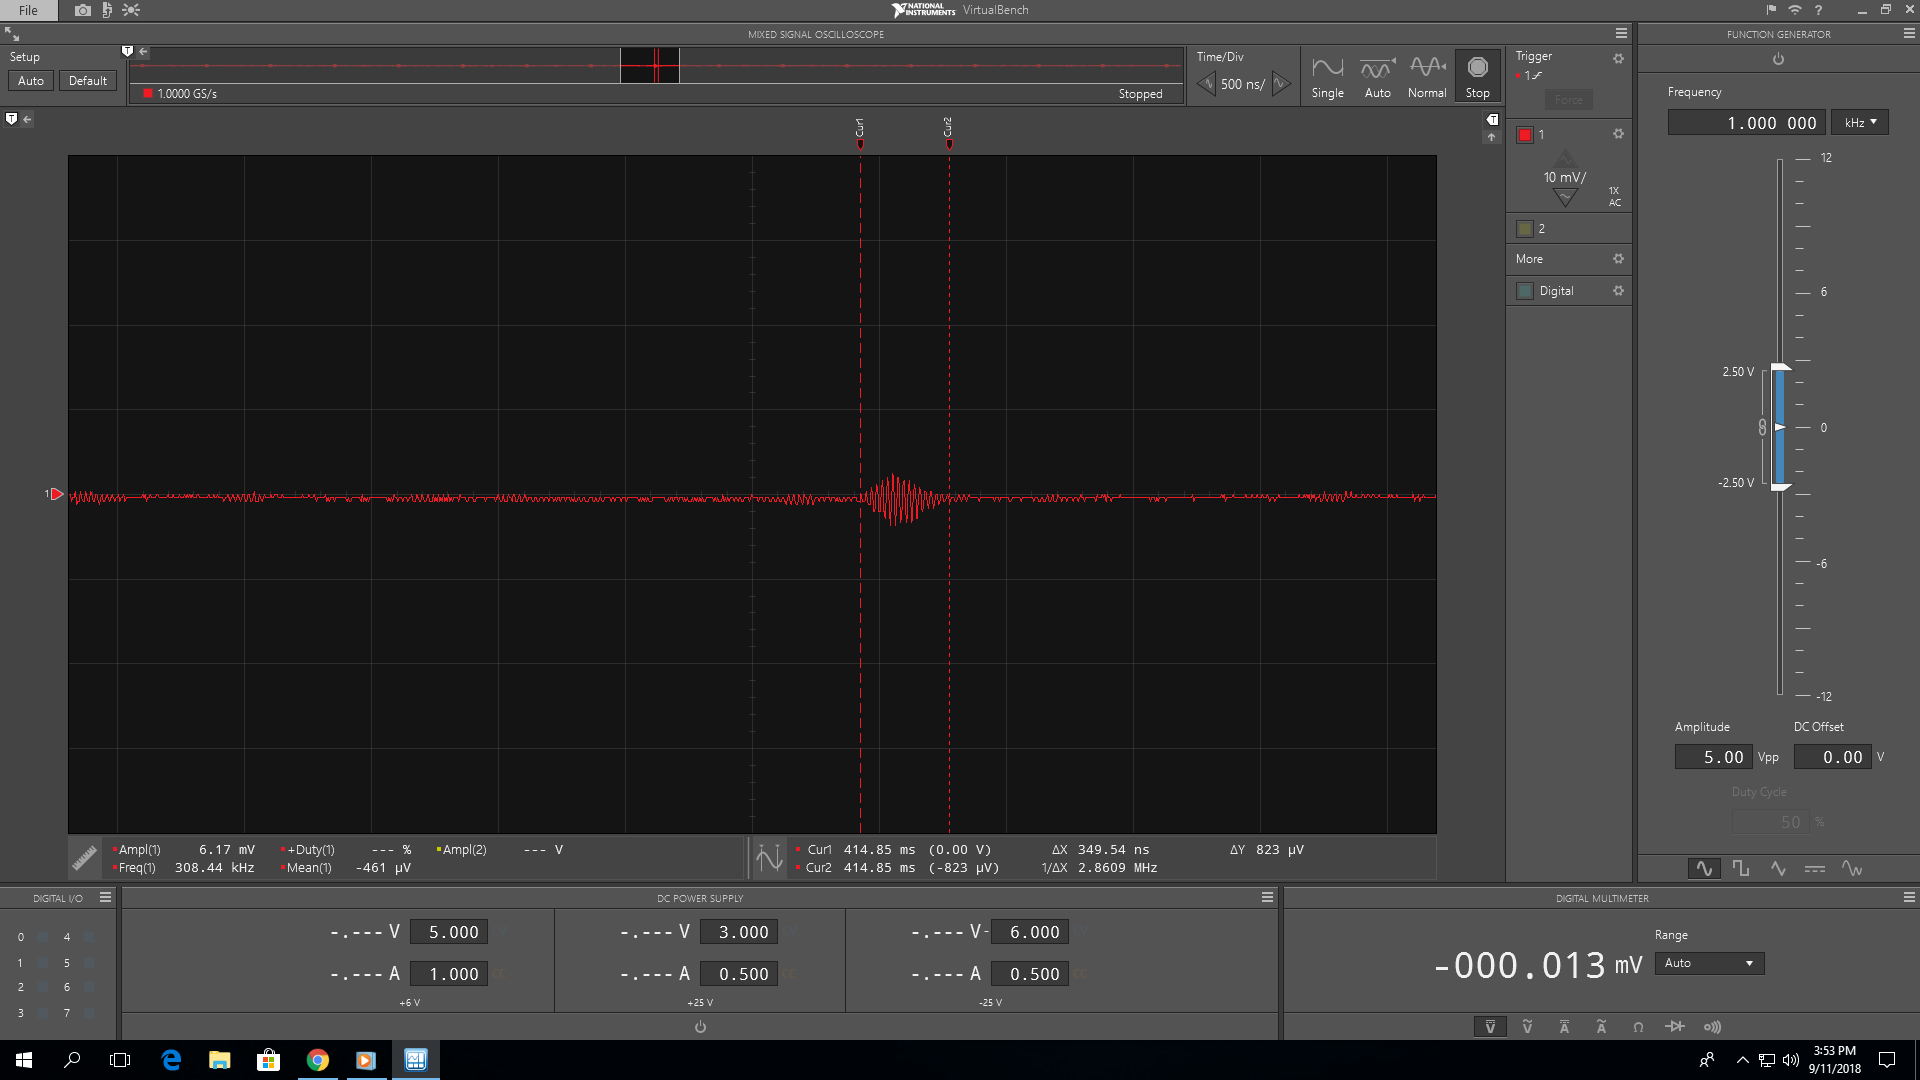 File
NATIONAL INSTRUMENTS VirtualBench
?
MIXED SIGNAL OSCILLOSCOPE
FUNCTION GENERATOR
Setup
Auto Default
T
1.0000 GS/s
Stopped
Time/Div
500 ns/
Single Auto Normal Stop
Trigger
1
Force
T
T
Cur1
Cur2
1
10 mV/
1X
AC
2
More
Digital
1
Frequency
1.000 000 kHz
12
6
2.50 V
0
-2.50 V
-6
-12
Amplitude DC Offset
5.00 Vpp 0.00 V
Duty Cycle
50 %
Ampl(1) 6.17 mV +Duty(1) --- % Ampl(2) --- V
Freq(1) 308.44 kHz Mean(1) -461 µV
Cur1 414.85 ms (0.00 V) ΔX 349.54 ns ΔY 823 µV
Cur2 414.85 ms (-823 µV) 1/ΔX 2.8609 MHz
DIGITAL I/O
0 4
1 5
2 6
3 7
DC POWER SUPPLY
-.--- V 5.000 -.--- V 3.000 -.--- V - 6.000
-.--- A 1.000 -.--- A 0.500 -.--- A 0.500
+6 V +25 V -25 V
DIGITAL MULTIMETER
Range
-000.013 mV Auto
V V A A Ω
3:53 PM
9/11/2018